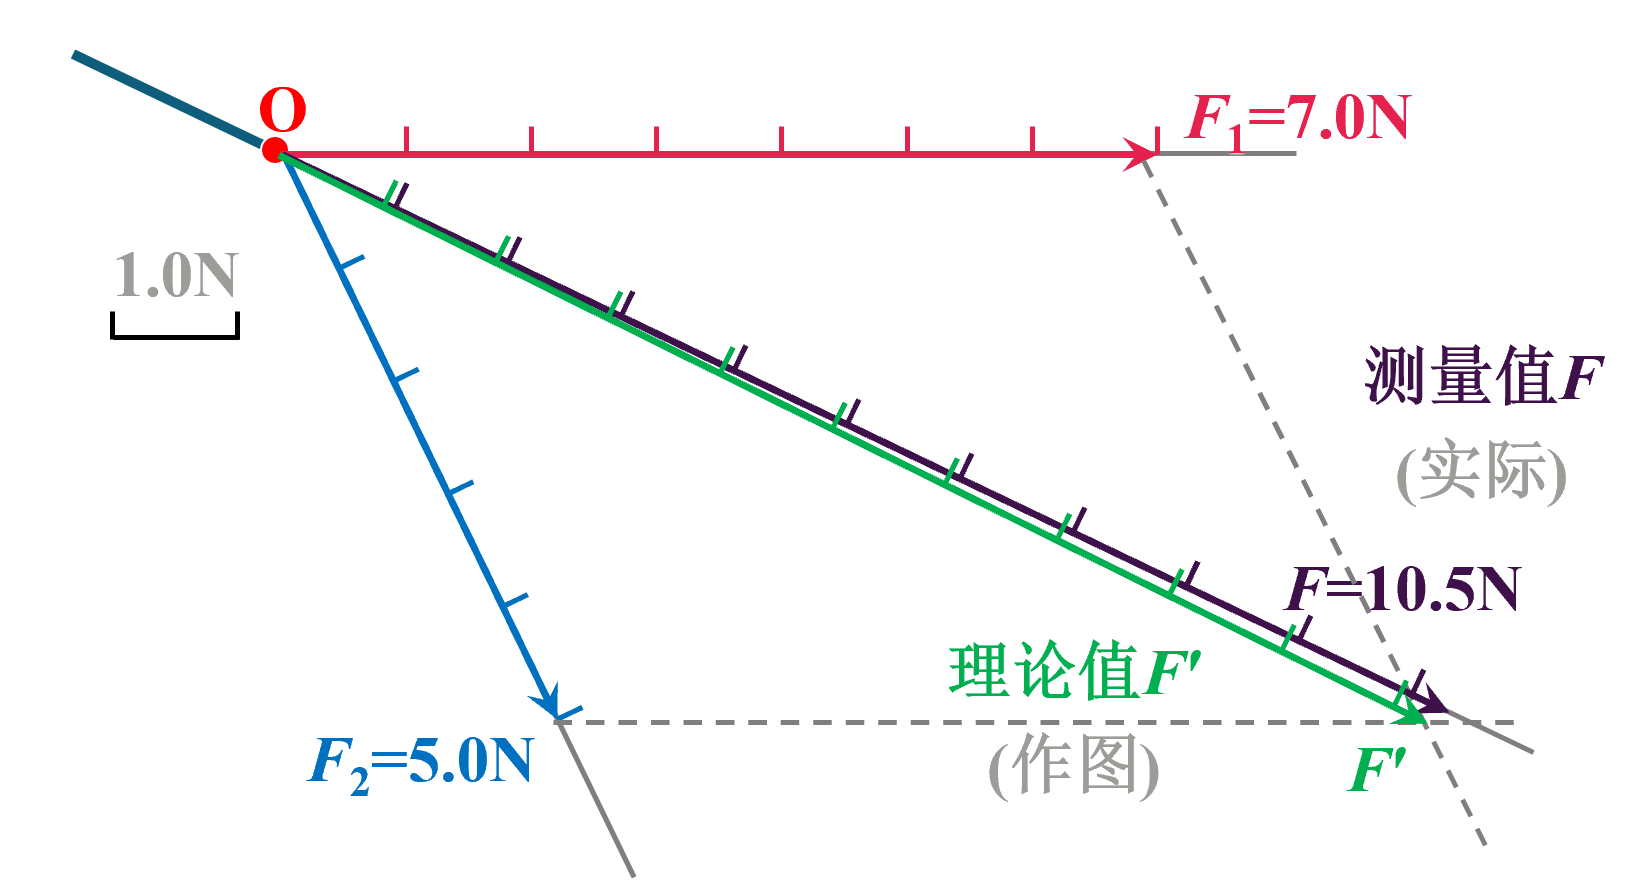 O
F₁=7.0N
1.0N
测量值F
(实际)
F=10.5N
理论值F′
F₂=5.0N
(作图)
F′